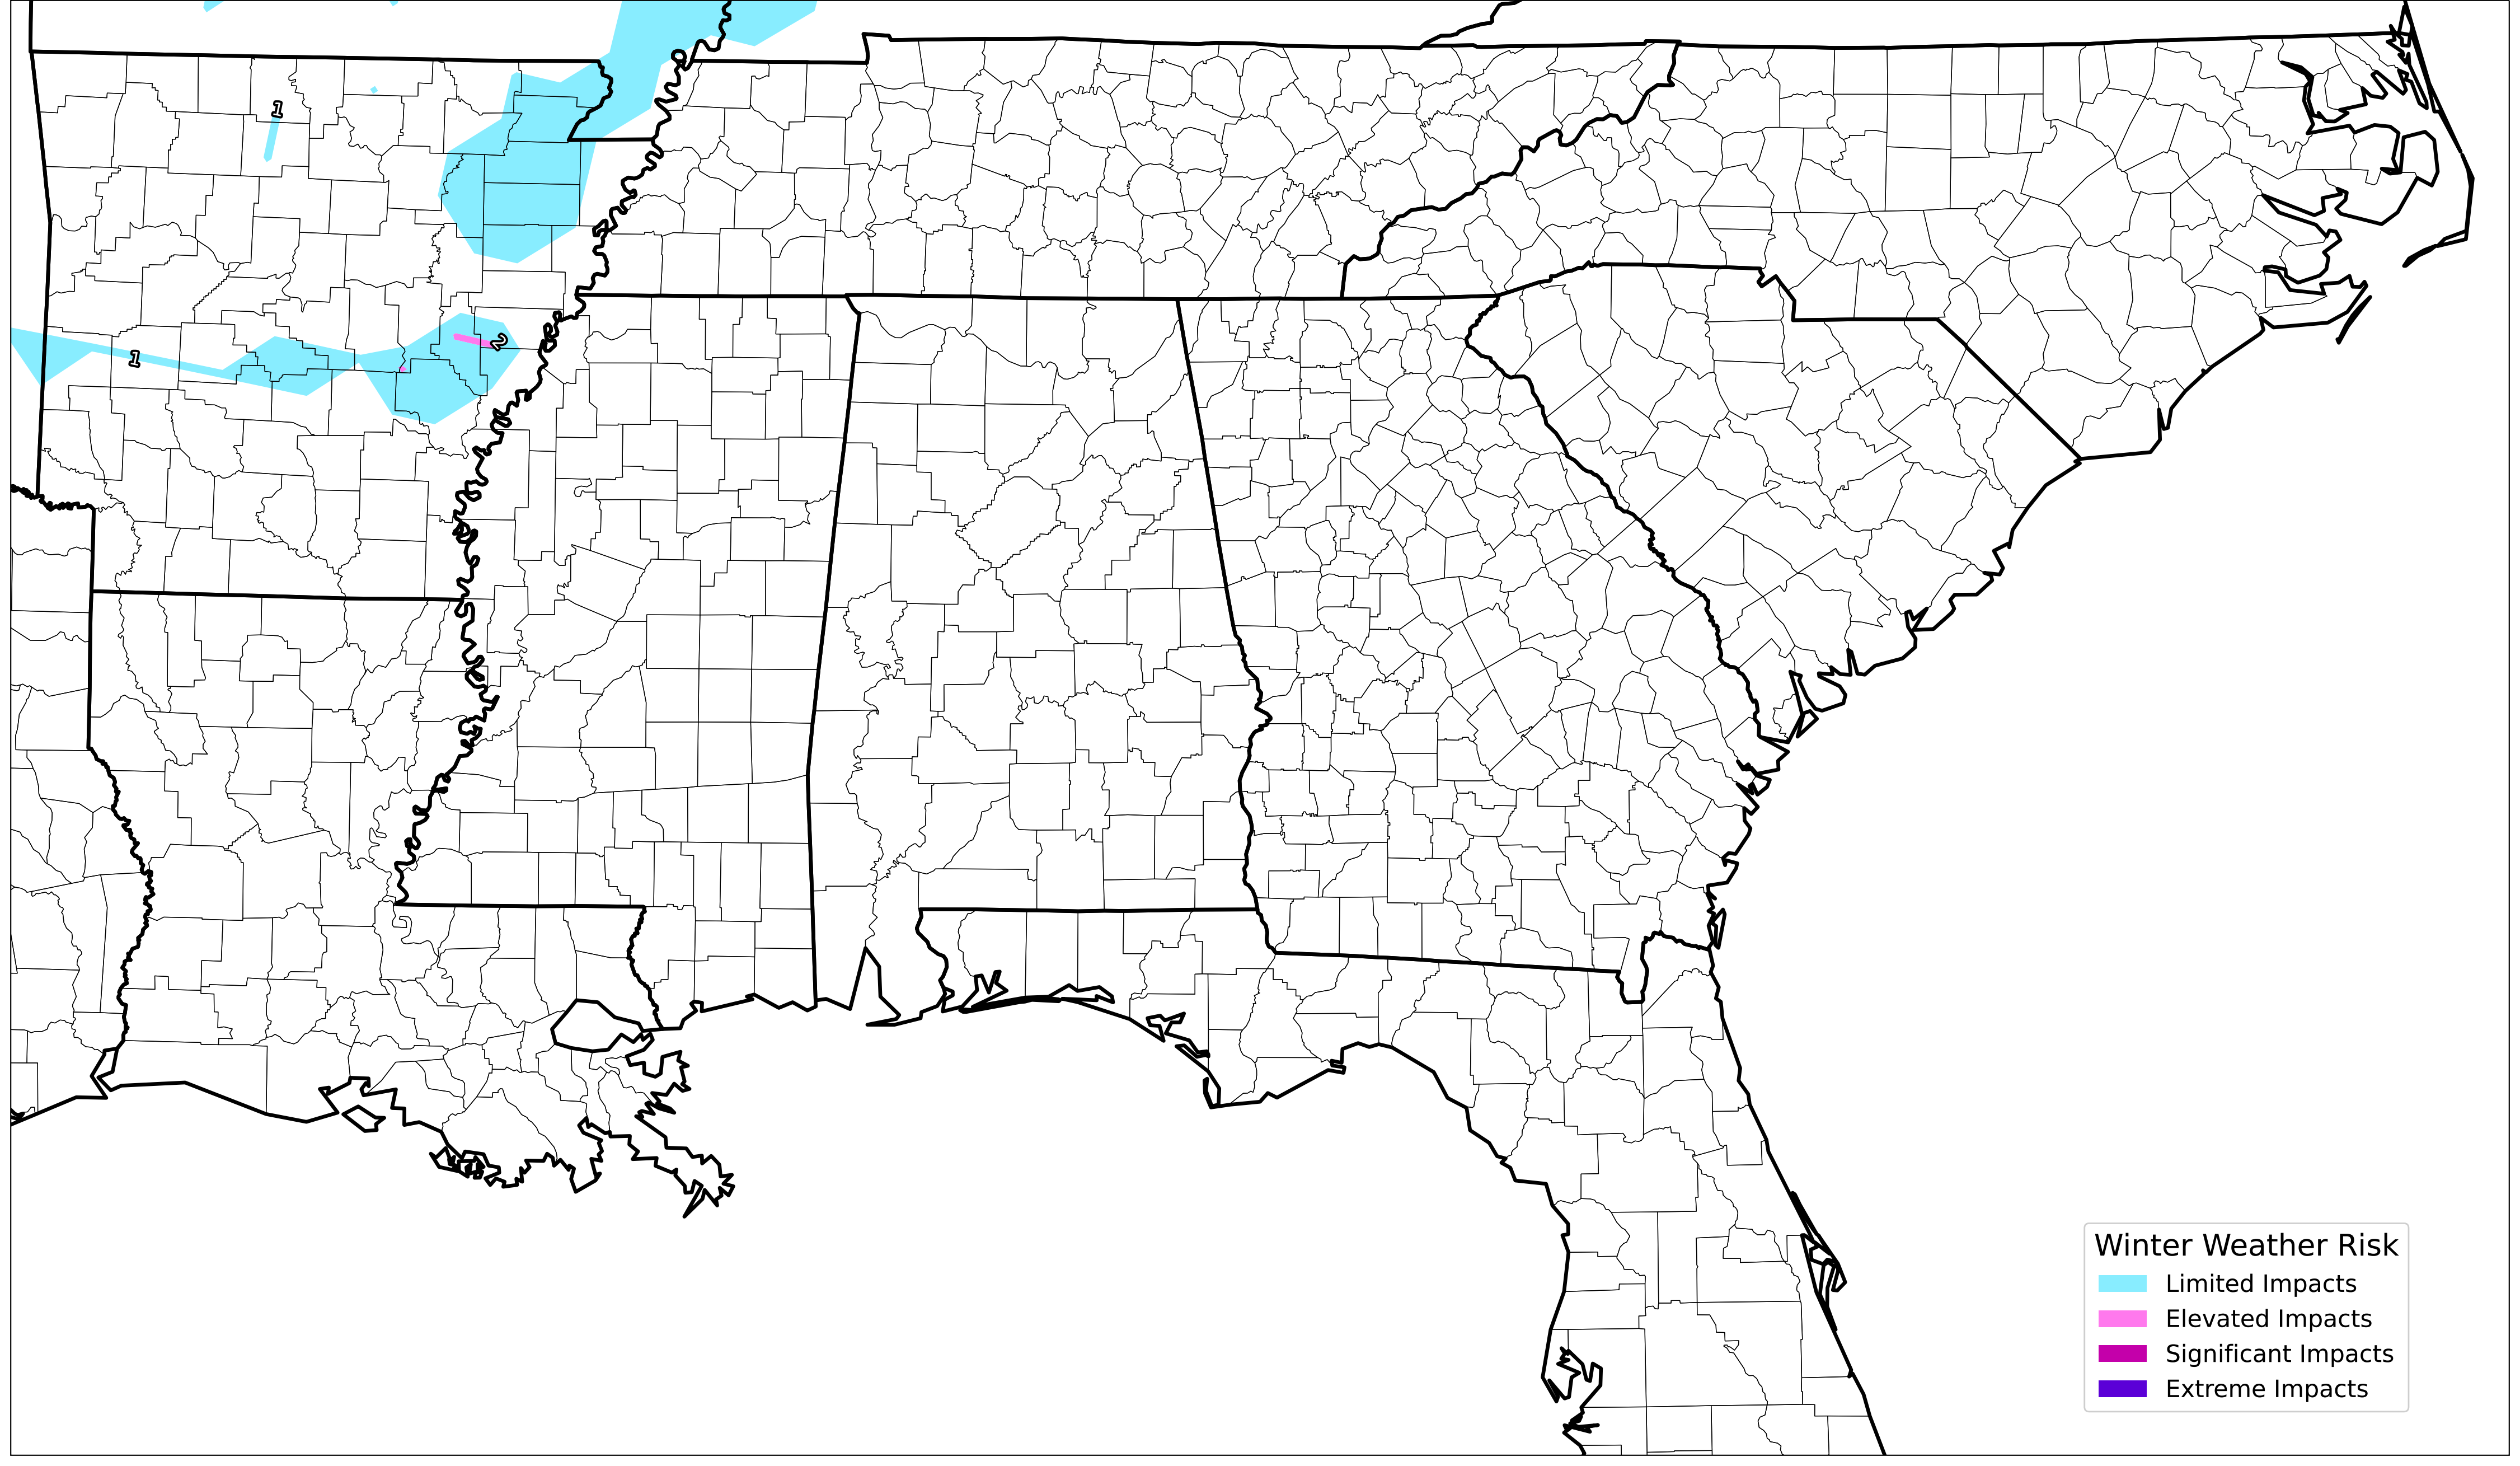 1
1
2
Winter Weather Risk
Limited Impacts
Elevated Impacts
Significant Impacts
Extreme Impacts